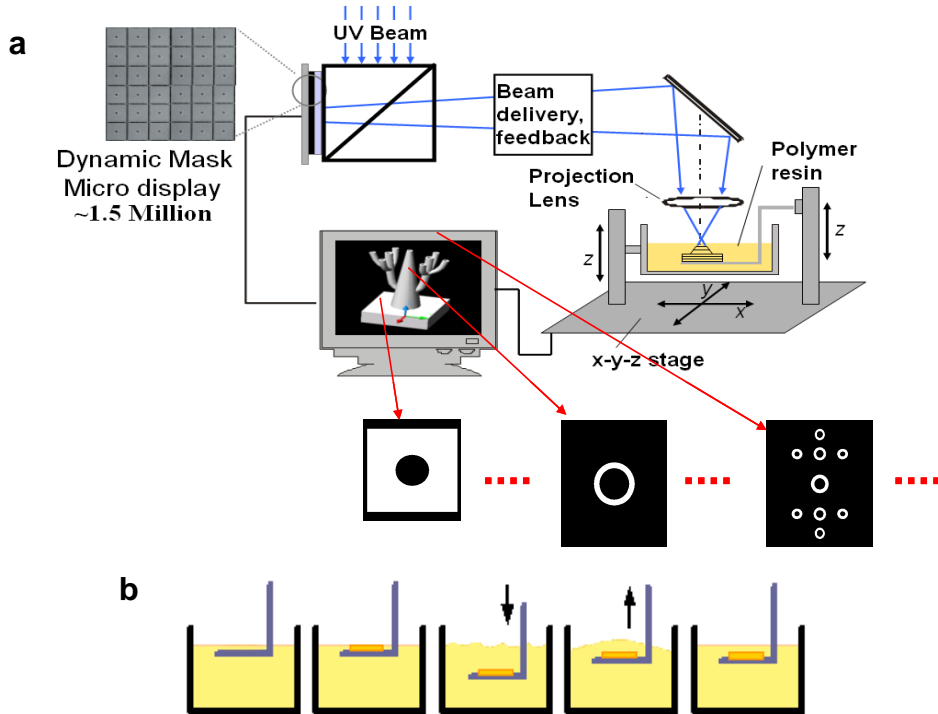 a
UV Beam
Beam
delivery,
feedback
Dynamic Mask
Micro display
~1.5 Million
Polymer
resin
Projection
Lens
z
z
y
x
x-y-z stage
b